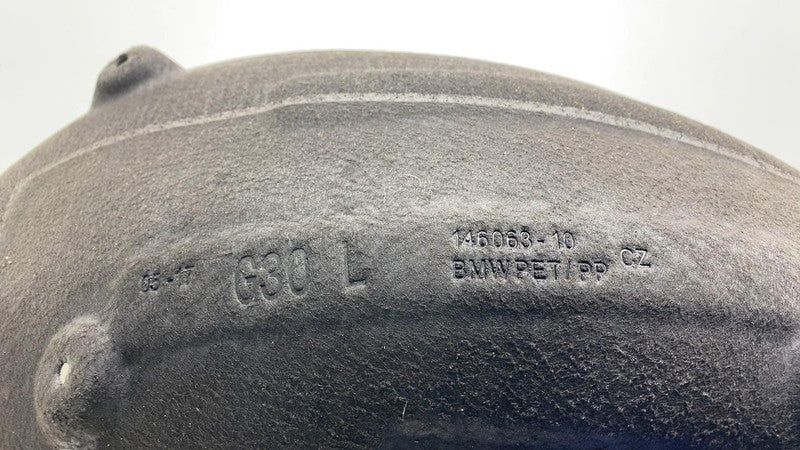 05-17 G30 L
146063-10
BMW PET/PP CZ